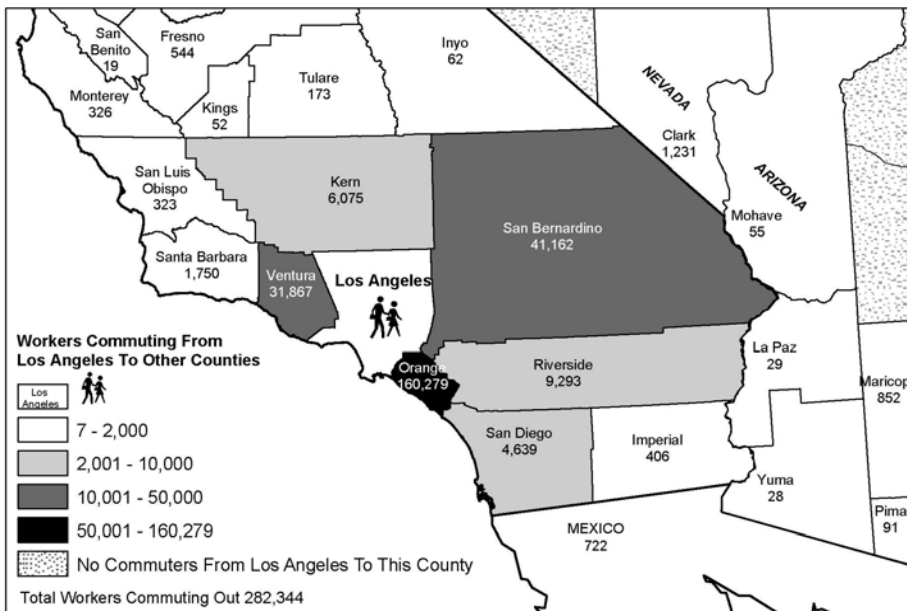 San
Benito
19
Fresno
544
Inyo
62
Monterey
326
Kings
52
Tulare
173
NEVADA
Clark
1,231
ARIZONA
San Luis
Obispo
323
Kern
6,075
San Bernardino
41,162
Mohave
55
Santa Barbara
1,750
Ventura
31,867
Los Angeles
Orange
160,279
Riverside
9,293
La Paz
29
Maricop
852
San Diego
4,639
Imperial
406
Yuma
28
Pima
91
MEXICO
722
Workers Commuting From
Los Angeles To Other Counties
Los
Angeles
7 - 2,000
2,001 - 10,000
10,001 - 50,000
50,001 - 160,279
No Commuters From Los Angeles To This County
Total Workers Commuting Out 282,344